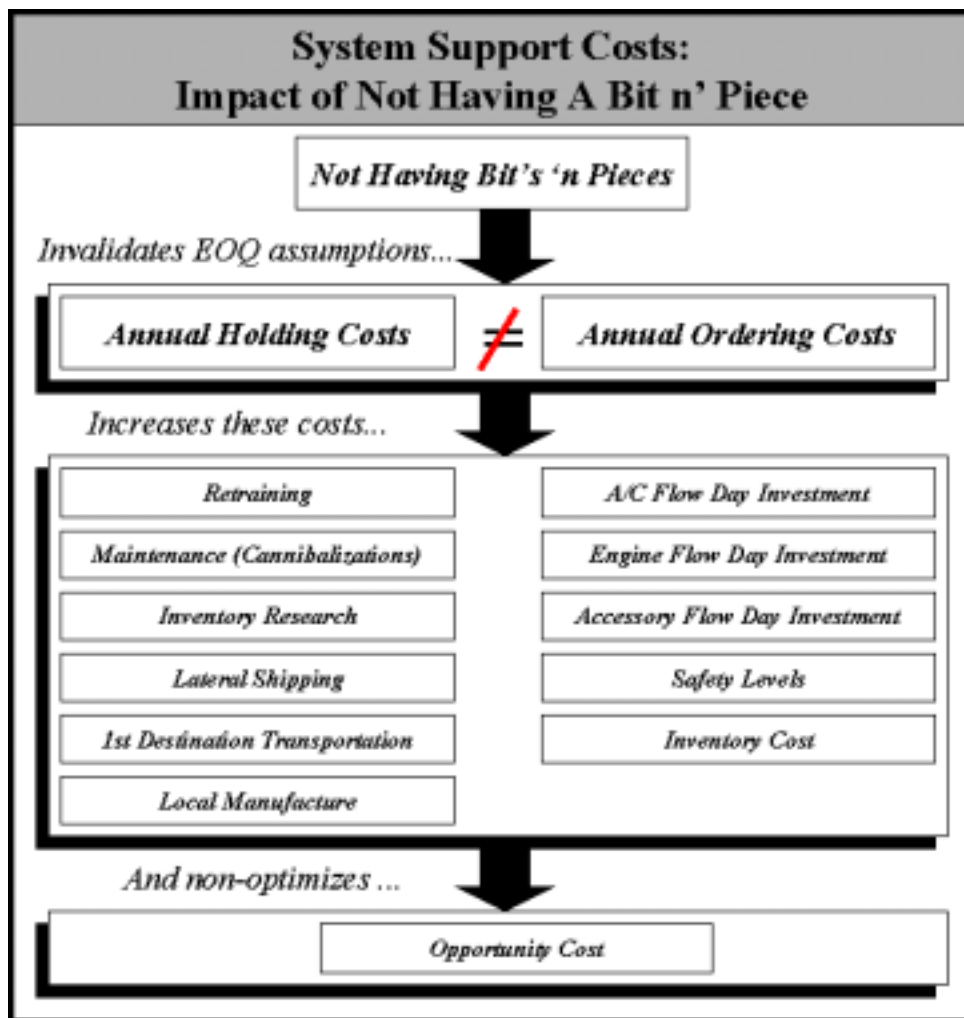 System Support Costs:
Impact of Not Having A Bit n’ Piece
Not Having Bit’s ‘n Pieces
Invalidates EOQ assumptions...
Annual Holding Costs = Annual Ordering Costs
Increases these costs...
Retraining
Maintenance (Cannibalizations)
Inventory Research
Lateral Shipping
1st Destination Transportation
Local Manufacture
A/C Flow Day Investment
Engine Flow Day Investment
Accessory Flow Day Investment
Safety Levels
Inventory Cost
And non-optimizes ...
Opportunity Cost